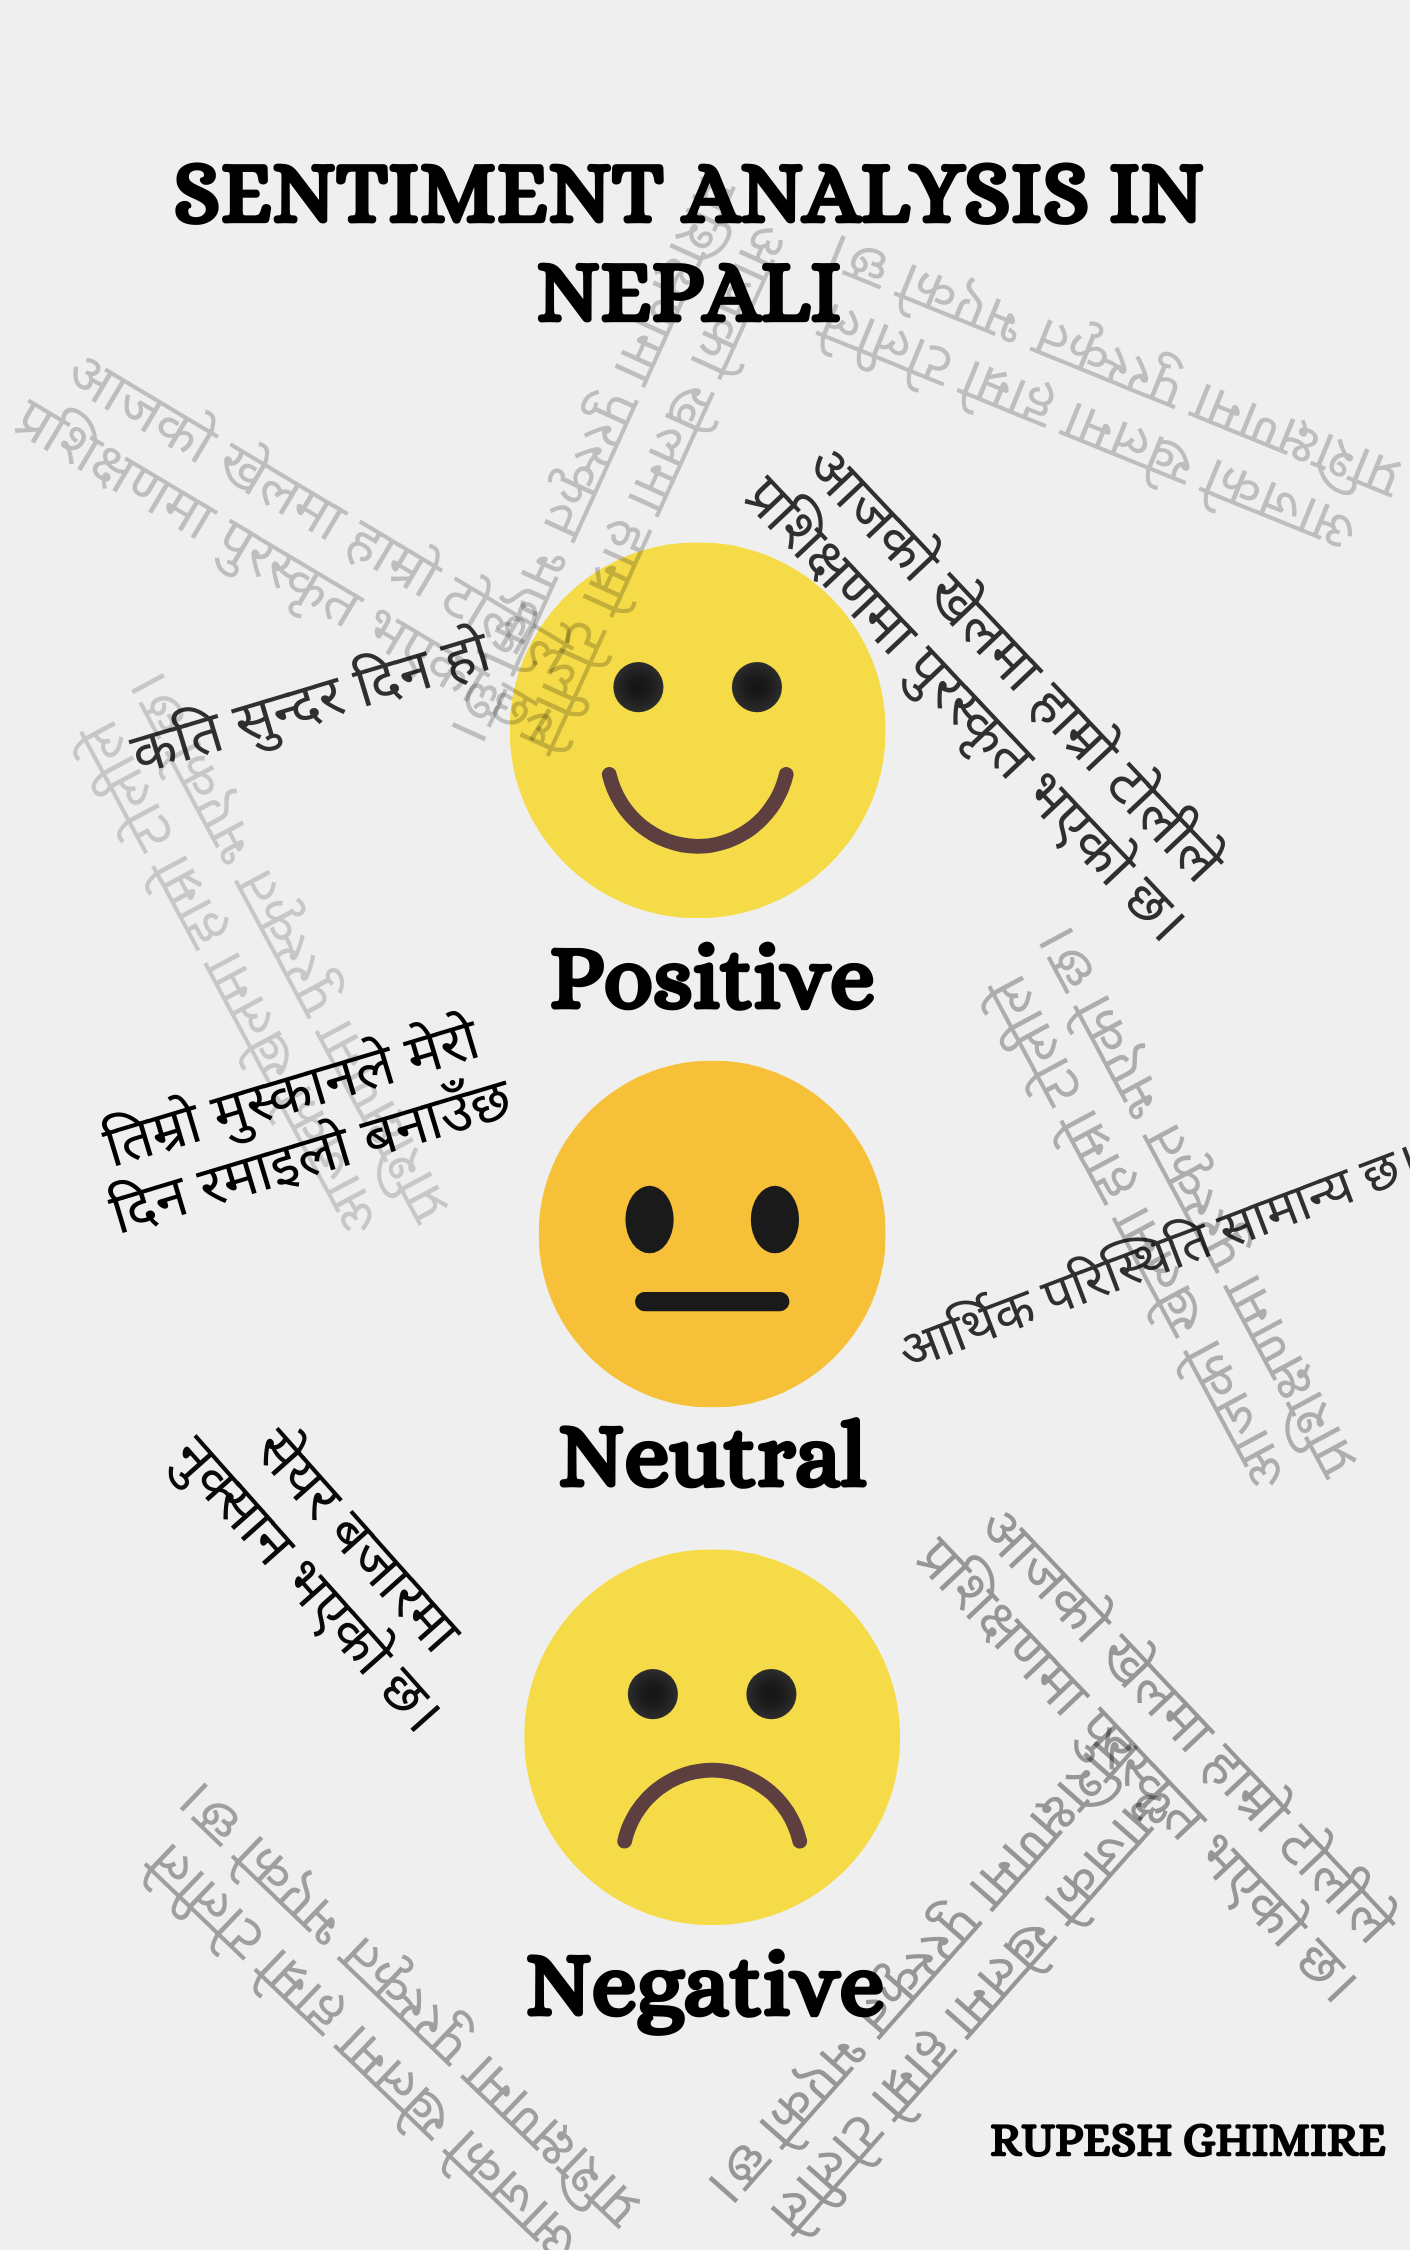 SENTIMENT ANALYSIS IN
NEPALI
आजको खेलमा हाम्रो टोलीले
प्रशिक्षणमा पुरस्कृत भएको छ।
आजको खेलमा हाम्रो टोलीले
प्रशिक्षणमा पुरस्कृत भएको छ।
आजको खेलमा हाम्रो टोलीले
प्रशिक्षणमा पुरस्कृत भएको छ।
आजको खेलमा हाम्रो टोलीले
प्रशिक्षणमा पुरस्कृत भएको छ।
कति सुन्दर दिन हो
Positive
आजको खेलमा हाम्रो टोलीले
प्रशिक्षणमा पुरस्कृत भएको छ।
तिम्रो मुस्कानले मेरो
दिन रमाइलो बनाउँछ
आजको खेलमा हाम्रो टोलीले
प्रशिक्षणमा पुरस्कृत भएको छ।
आर्थिक परिस्थिति सामान्य छ।
Neutral
सेयर बजारमा
नुक्सान भएको छ।
आजको खेलमा हाम्रो टोलीले
प्रशिक्षणमा पुरस्कृत भएको छ।
आजको खेलमा हाम्रो टोलीले
प्रशिक्षणमा पुरस्कृत भएको छ।
आजको खेलमा हाम्रो टोलीले
प्रशिक्षणमा पुरस्कृत भएको छ।
Negative
RUPESH GHIMIRE